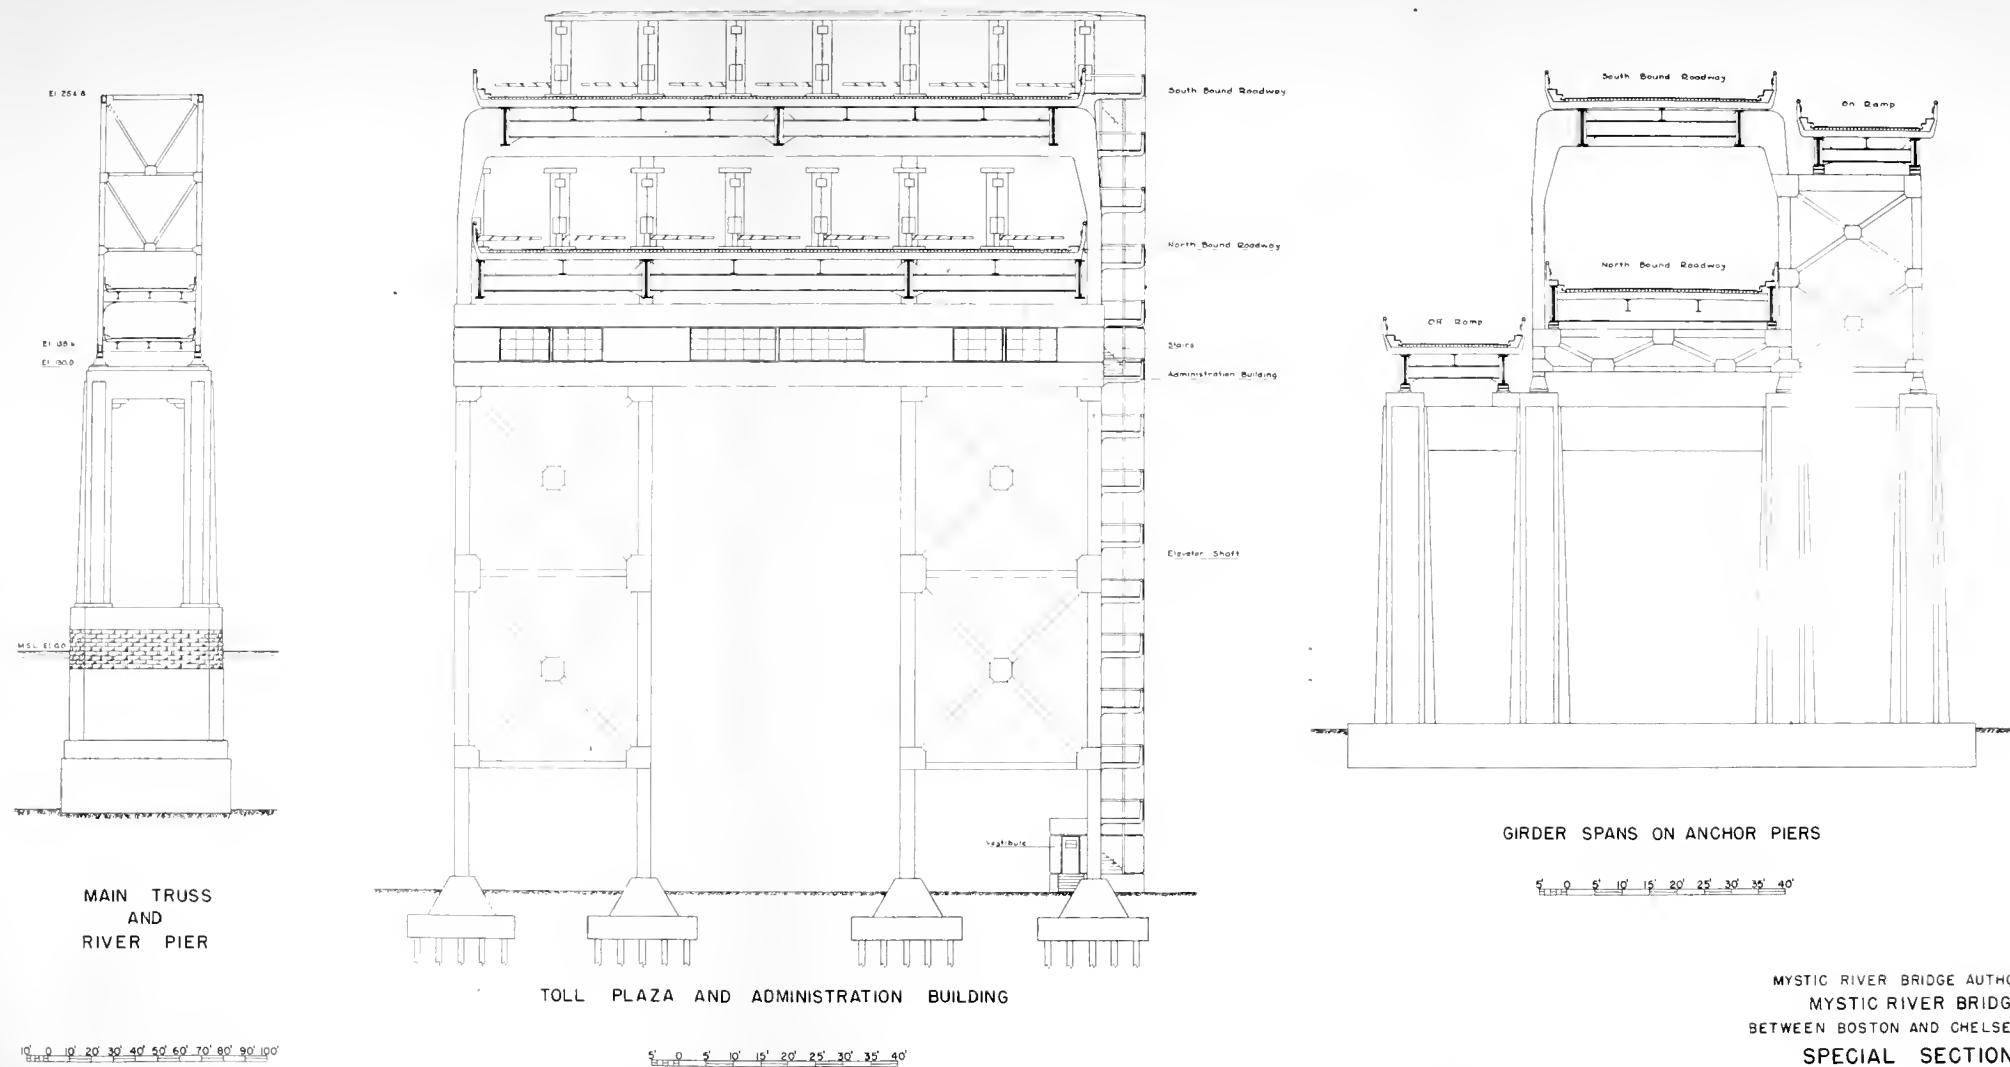 El 254.8
El 138.4
El 130.0
M.S.L. El 0.0
MAIN TRUSS
AND
RIVER PIER
10' 0 10' 20' 30' 40' 50' 60' 70' 80' 90' 100'
South Bound Roadway
North Bound Roadway
Stairs
Administration Building
Elevator Shaft
Vestibule
TOLL PLAZA AND ADMINISTRATION BUILDING
5' 0 5' 10' 15' 20' 25' 30' 35' 40'
South Bound Roadway
On Ramp
North Bound Roadway
Off Ramp
GIRDER SPANS ON ANCHOR PIERS
5' 0 5' 10' 15' 20' 25' 30' 35' 40'
MYSTIC RIVER BRIDGE AUTHO
MYSTIC RIVER BRIDG
BETWEEN BOSTON AND CHELSE
SPECIAL SECTION